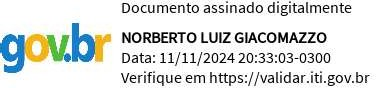 Documento assinado digitalmente
gov.br
NORBERTO LUIZ GIACOMAZZO
Data: 11/11/2024 20:33:03-0300
Verifique em https://validar.iti.gov.br